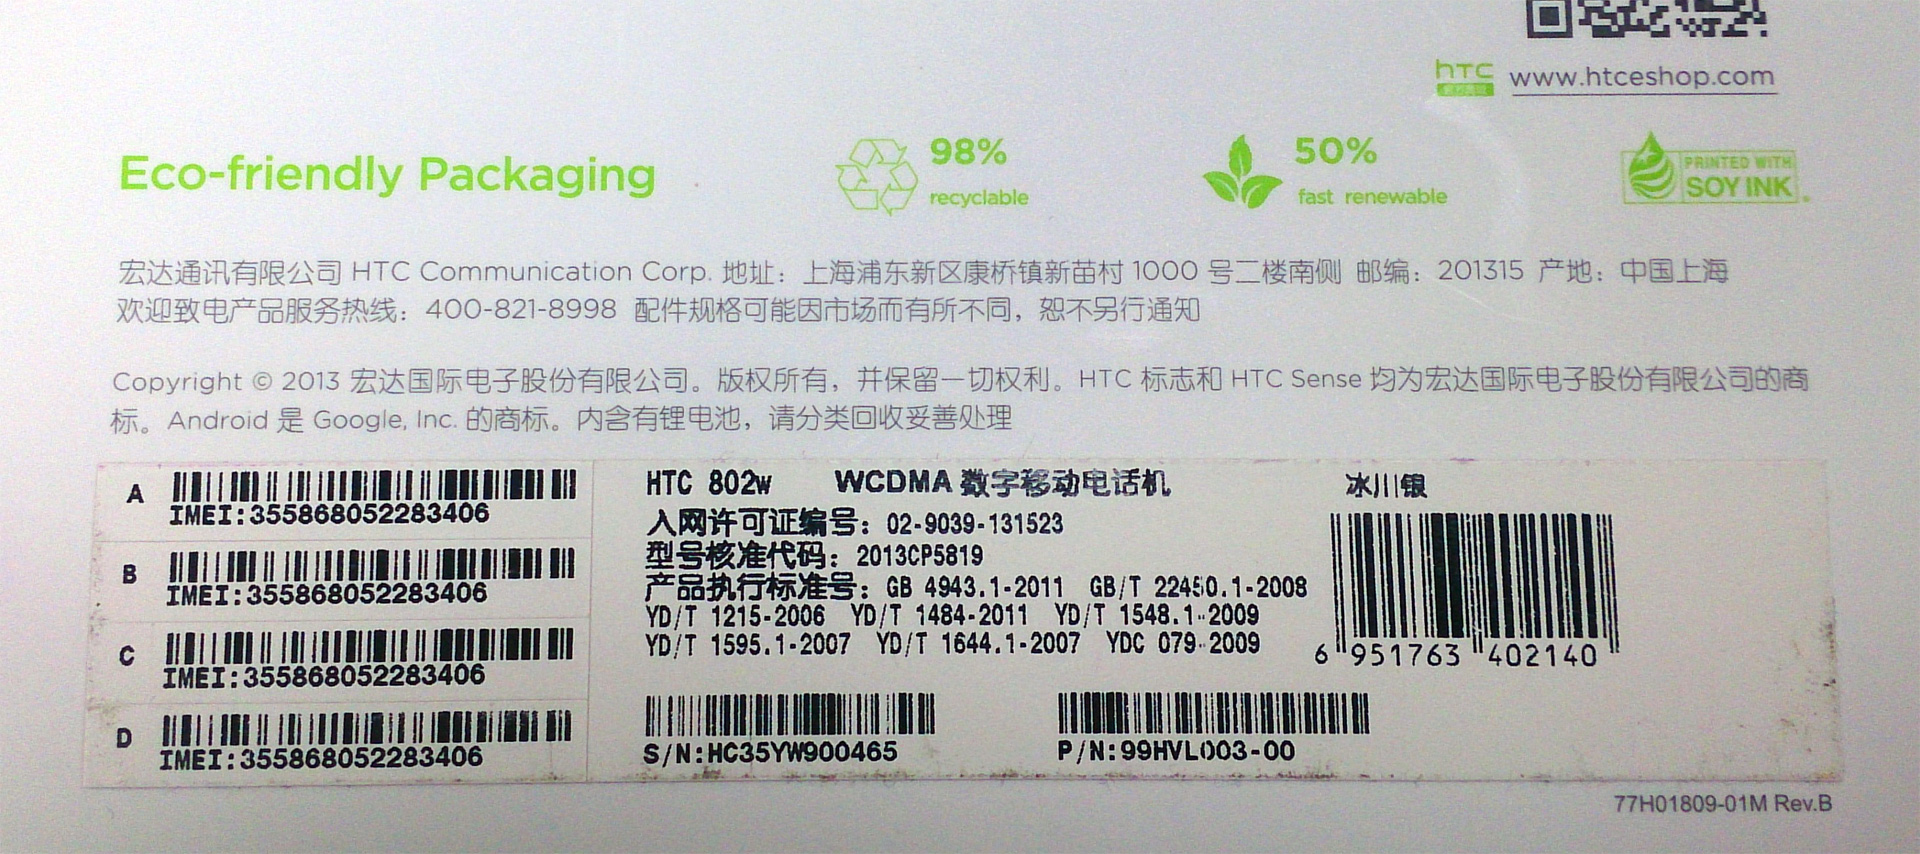 hTC www.htceshop.com
Eco-friendly Packaging
98%
recyclable
50%
fast renewable
PRINTED WITH
SOY INK
宏达通讯有限公司 HTC Communication Corp. 地址：上海浦东新区康桥镇新苗村 1000 号二楼南侧 邮编：201315 产地：中国上海
欢迎致电产品服务热线：400-821-8998 配件规格可能因市场而有所不同，恕不另行通知
Copyright © 2013 宏达国际电子股份有限公司。版权所有，并保留一切权利。HTC 标志和 HTC Sense 均为宏达国际电子股份有限公司的商
标。Android 是 Google, Inc. 的商标。内含有锂电池，请分类回收妥善处理
A
IMEI:355868052283406
B
IMEI:355868052283406
C
IMEI:355868052283406
D
IMEI:355868052283406
HTC 802w WCDMA 数字移动电话机
入网许可证编号：02-9039-131523
型号核准代码：2013CP5819
产品执行标准号：GB 4943.1-2011 GB/T 22450.1-2008
YD/T 1215-2006 YD/T 1484-2011 YD/T 1548.1-2009
YD/T 1595.1-2007 YD/T 1644.1-2007 YDC 079-2009
S/N:HC35YW900465
P/N:99HVL003-00
冰川银
6 951763 402140
77H01809-01M Rev.B